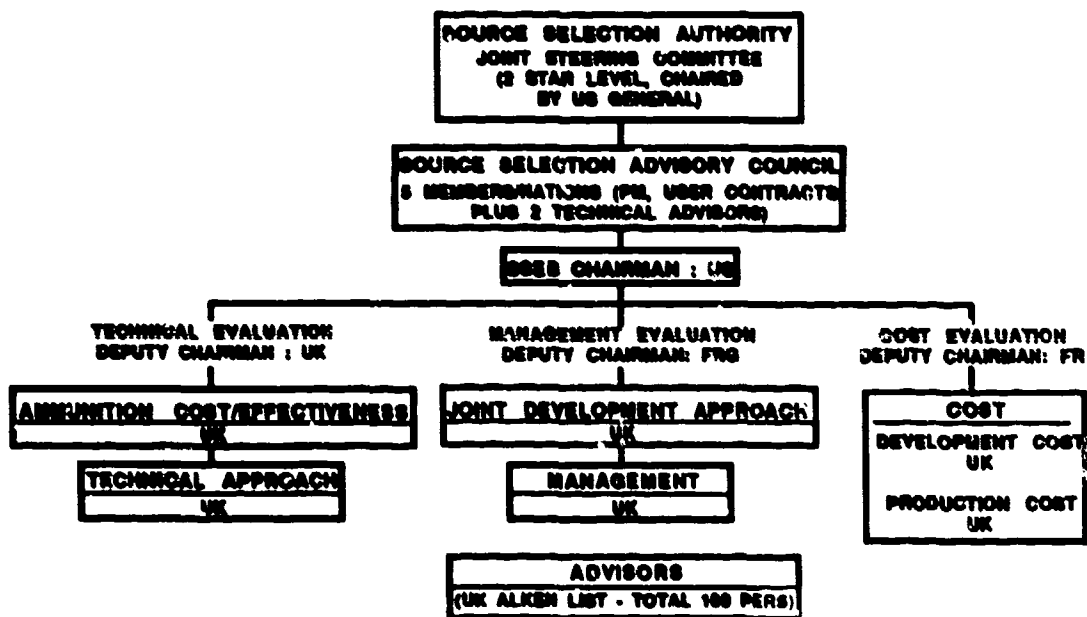 SOURCE SELECTION AUTHORITY
JOINT STEERING COMMITTEE
(2 STAR LEVEL, CHAIRED
BY US GENERAL)
SOURCE SELECTION ADVISORY COUNCIL
5 MEMBERS/NATIONS (PM, USER CONTRACTS
PLUS 2 TECHNICAL ADVISORS)
SSEB CHAIRMAN : US
TECHNICAL EVALUATION
DEPUTY CHAIRMAN : UK
MANAGEMENT EVALUATION
DEPUTY CHAIRMAN: FRG
COST EVALUATION
DEPUTY CHAIRMAN: FR
AMMUNITION COST/EFFECTIVENESS
UK
TECHNICAL APPROACH
UK
JOINT DEVELOPMENT APPROACH
UK
MANAGEMENT
UK
COST
DEVELOPMENT COST
UK
PRODUCTION COST
UK
ADVISORS
(UK LIST - TOTAL PERS)